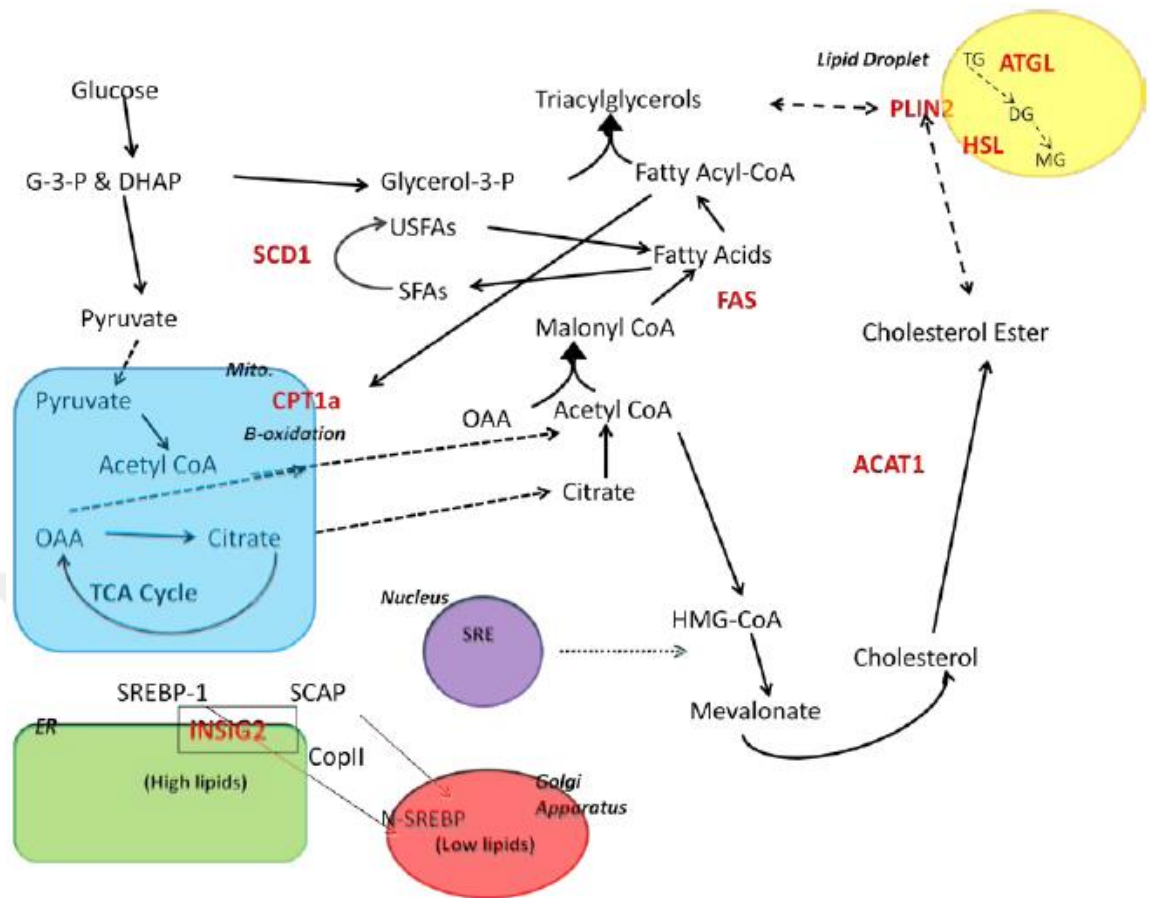 Lipid Droplet
TG
ATGL
Glucose
Triacylglycerols
PLIN2
DG
HSL
MG
G-3-P & DHAP
Glycerol-3-P
Fatty Acyl-CoA
USFAs
SCD1
Fatty Acids
SFAs
FAS
Pyruvate
Malonyl CoA
Cholesterol Ester
Mito.
Pyruvate
CPT1a
OAA
Acetyl CoA
B-oxidation
Acetyl CoA
ACAT1
Citrate
OAA
Citrate
TCA Cycle
Nucleus
SRE
HMG-CoA
Cholesterol
SREBP-1
SCAP
Mevalonate
ER
INSIG2
CopII
(High lipids)
Golgi
Apparatus
N-SREBP
(Low lipids)